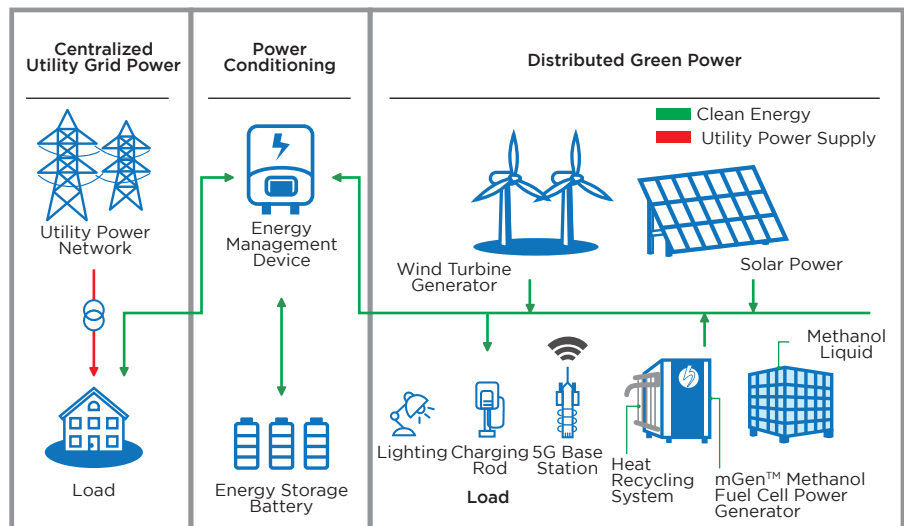 Centralized
Utility Grid Power
Power
Conditioning
Distributed Green Power
Clean Energy
Utility Power Supply
Utility Power
Network
Energy
Management
Device
Wind Turbine
Generator
Solar Power
Methanol
Liquid
Lighting
Charging
Rod
5G Base
Station
Heat
Recycling
System
mGen™ Methanol
Fuel Cell Power
Generator
Load
Energy Storage
Battery
Load